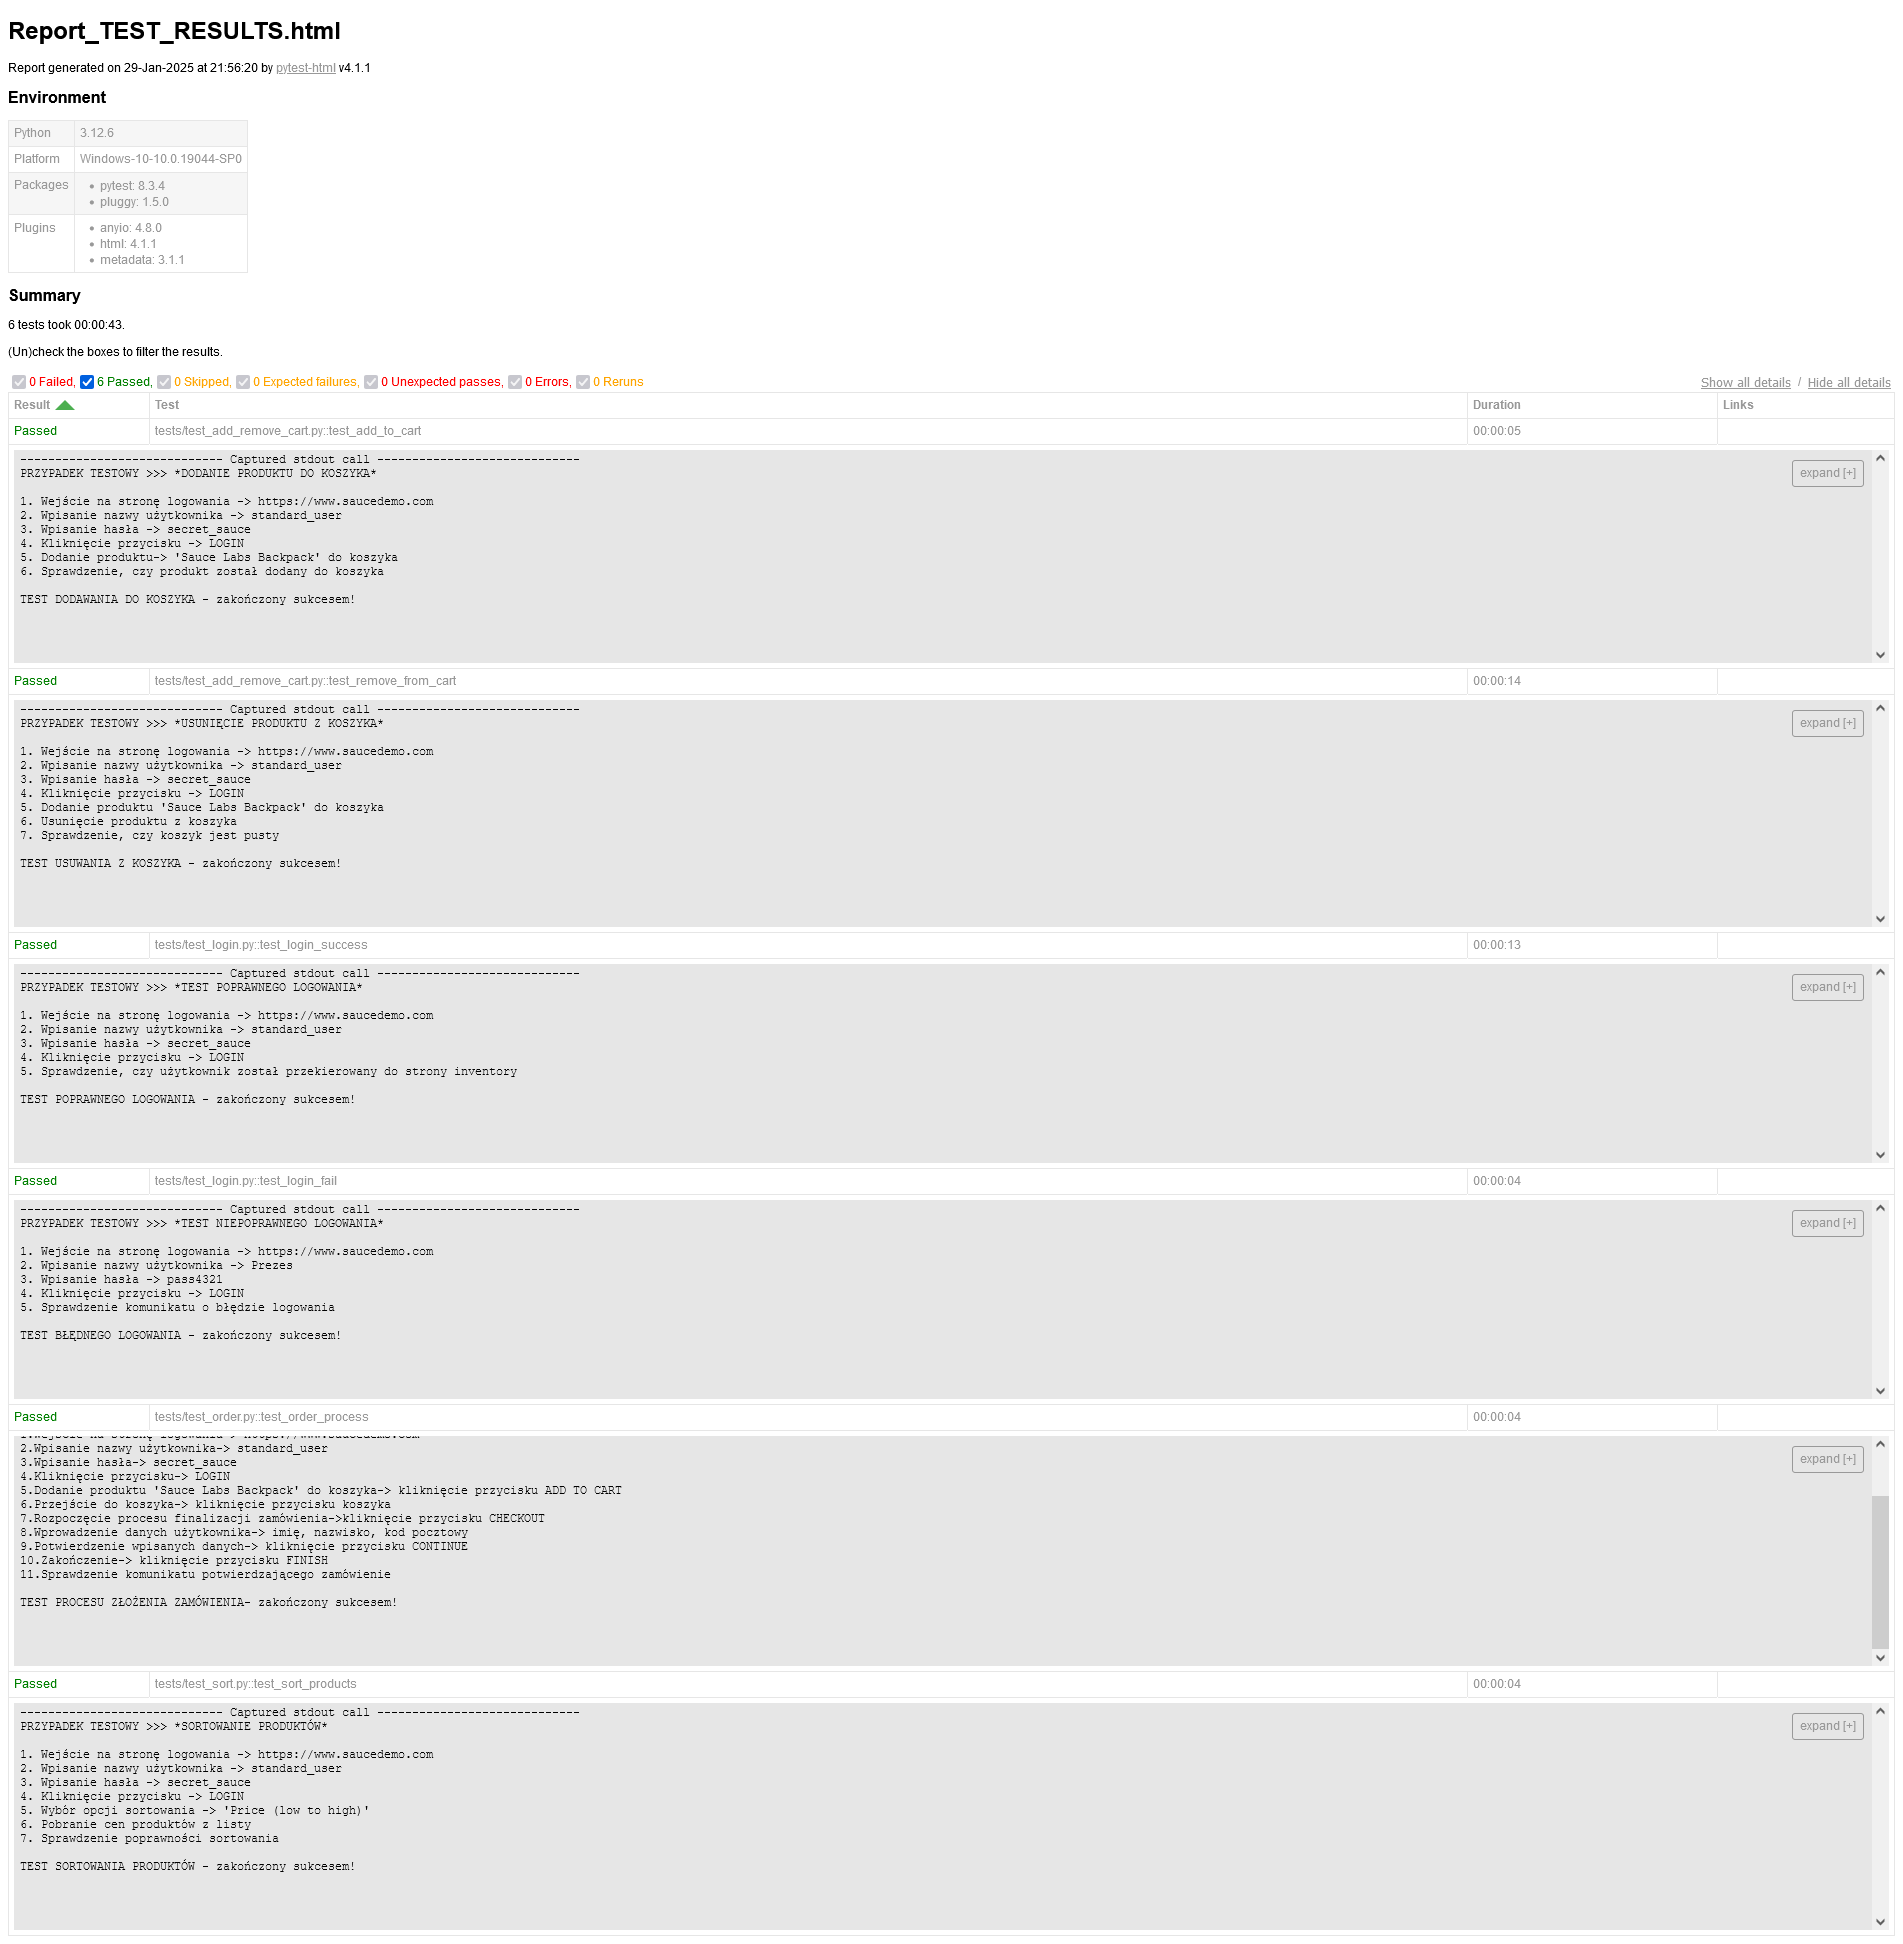 Report_TEST_RESULTS.html
Report generated on 29-Jan-2025 at 21:56:20 by pytest-html v4.1.1
Environment
Python 3.12.6
Platform Windows-10-10.0.19044-SP0
Packages
• pytest: 8.3.4
• pluggy: 1.5.0
Plugins
• anyio: 4.8.0
• html: 4.1.1
• metadata: 3.1.1
Summary
6 tests took 00:00:43.
(Un)check the boxes to filter the results.
0 Failed, 6 Passed, 0 Skipped, 0 Expected failures, 0 Unexpected passes, 0 Errors, 0 Reruns Show all details / Hide all details
Result Test Duration Links
Passed tests/test_add_remove_cart.py::test_add_to_cart 00:00:05
----------------------------- Captured stdout call -----------------------------
PRZYPADEK TESTOWY >>> *DODANIE PRODUKTU DO KOSZYKA*
expand [+]
1. Wejście na stronę logowania -> https://www.saucedemo.com
2. Wpisanie nazwy użytkownika -> standard_user
3. Wpisanie hasła -> secret_sauce
4. Kliknięcie przycisku -> LOGIN
5. Dodanie produktu-> 'Sauce Labs Backpack' do koszyka
6. Sprawdzenie, czy produkt został dodany do koszyka
TEST DODAWANIA DO KOSZYKA - zakończony sukcesem!
Passed tests/test_add_remove_cart.py::test_remove_from_cart 00:00:14
----------------------------- Captured stdout call -----------------------------
PRZYPADEK TESTOWY >>> *USUNIĘCIE PRODUKTU Z KOSZYKA*
expand [+]
1. Wejście na stronę logowania -> https://www.saucedemo.com
2. Wpisanie nazwy użytkownika -> standard_user
3. Wpisanie hasła -> secret_sauce
4. Kliknięcie przycisku -> LOGIN
5. Dodanie produktu 'Sauce Labs Backpack' do koszyka
6. Usunięcie produktu z koszyka
7. Sprawdzenie, czy koszyk jest pusty
TEST USUWANIA Z KOSZYKA - zakończony sukcesem!
Passed tests/test_login.py::test_login_success 00:00:13
----------------------------- Captured stdout call -----------------------------
PRZYPADEK TESTOWY >>> *TEST POPRAWNEGO LOGOWANIA*
expand [+]
1. Wejście na stronę logowania -> https://www.saucedemo.com
2. Wpisanie nazwy użytkownika -> standard_user
3. Wpisanie hasła -> secret_sauce
4. Kliknięcie przycisku -> LOGIN
5. Sprawdzenie, czy użytkownik został przekierowany do strony inventory
TEST POPRAWNEGO LOGOWANIA - zakończony sukcesem!
Passed tests/test_login.py::test_login_fail 00:00:04
----------------------------- Captured stdout call -----------------------------
PRZYPADEK TESTOWY >>> *TEST NIEPOPRAWNEGO LOGOWANIA*
expand [+]
1. Wejście na stronę logowania -> https://www.saucedemo.com
2. Wpisanie nazwy użytkownika -> Prezes
3. Wpisanie hasła -> pass4321
4. Kliknięcie przycisku -> LOGIN
5. Sprawdzenie komunikatu o błędzie logowania
TEST BŁĘDNEGO LOGOWANIA - zakończony sukcesem!
Passed tests/test_order.py::test_order_process 00:00:04
1.Wejście na stronę logowania-> https://www.saucedemo.com
2.Wpisanie nazwy użytkownika-> standard_user
expand [+]
3.Wpisanie hasła-> secret_sauce
4.Kliknięcie przycisku-> LOGIN
5.Dodanie produktu 'Sauce Labs Backpack' do koszyka-> kliknięcie przycisku ADD TO CART
6.Przejście do koszyka-> kliknięcie przycisku koszyka
7.Rozpoczęcie procesu finalizacji zamówienia->kliknięcie przycisku CHECKOUT
8.Wprowadzenie danych użytkownika-> imię, nazwisko, kod pocztowy
9.Potwierdzenie wpisanych danych-> kliknięcie przycisku CONTINUE
10.Zakończenie-> kliknięcie przycisku FINISH
11.Sprawdzenie komunikatu potwierdzającego zamówienie
TEST PROCESU ZŁOŻENIA ZAMÓWIENIA- zakończony sukcesem!
Passed tests/test_sort.py::test_sort_products 00:00:04
----------------------------- Captured stdout call -----------------------------
PRZYPADEK TESTOWY >>> *SORTOWANIE PRODUKTÓW*
expand [+]
1. Wejście na stronę logowania -> https://www.saucedemo.com
2. Wpisanie nazwy użytkownika -> standard_user
3. Wpisanie hasła -> secret_sauce
4. Kliknięcie przycisku -> LOGIN
5. Wybór opcji sortowania -> 'Price (low to high)'
6. Pobranie cen produktów z listy
7. Sprawdzenie poprawności sortowania
TEST SORTOWANIA PRODUKTÓW - zakończony sukcesem!